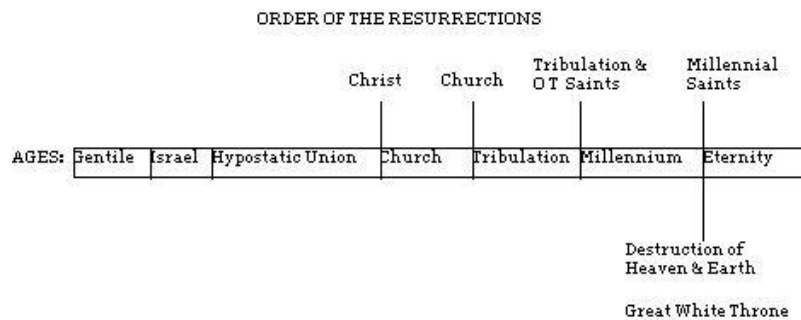 ORDER OF THE RESURRECTIONS
Christ
Church
Tribulation &
O T Saints
Millennial
Saints
AGES: Gentile Israel Hypostatic Union Church Tribulation Millennium Eternity
Destruction of
Heaven & Earth
Great White Throne